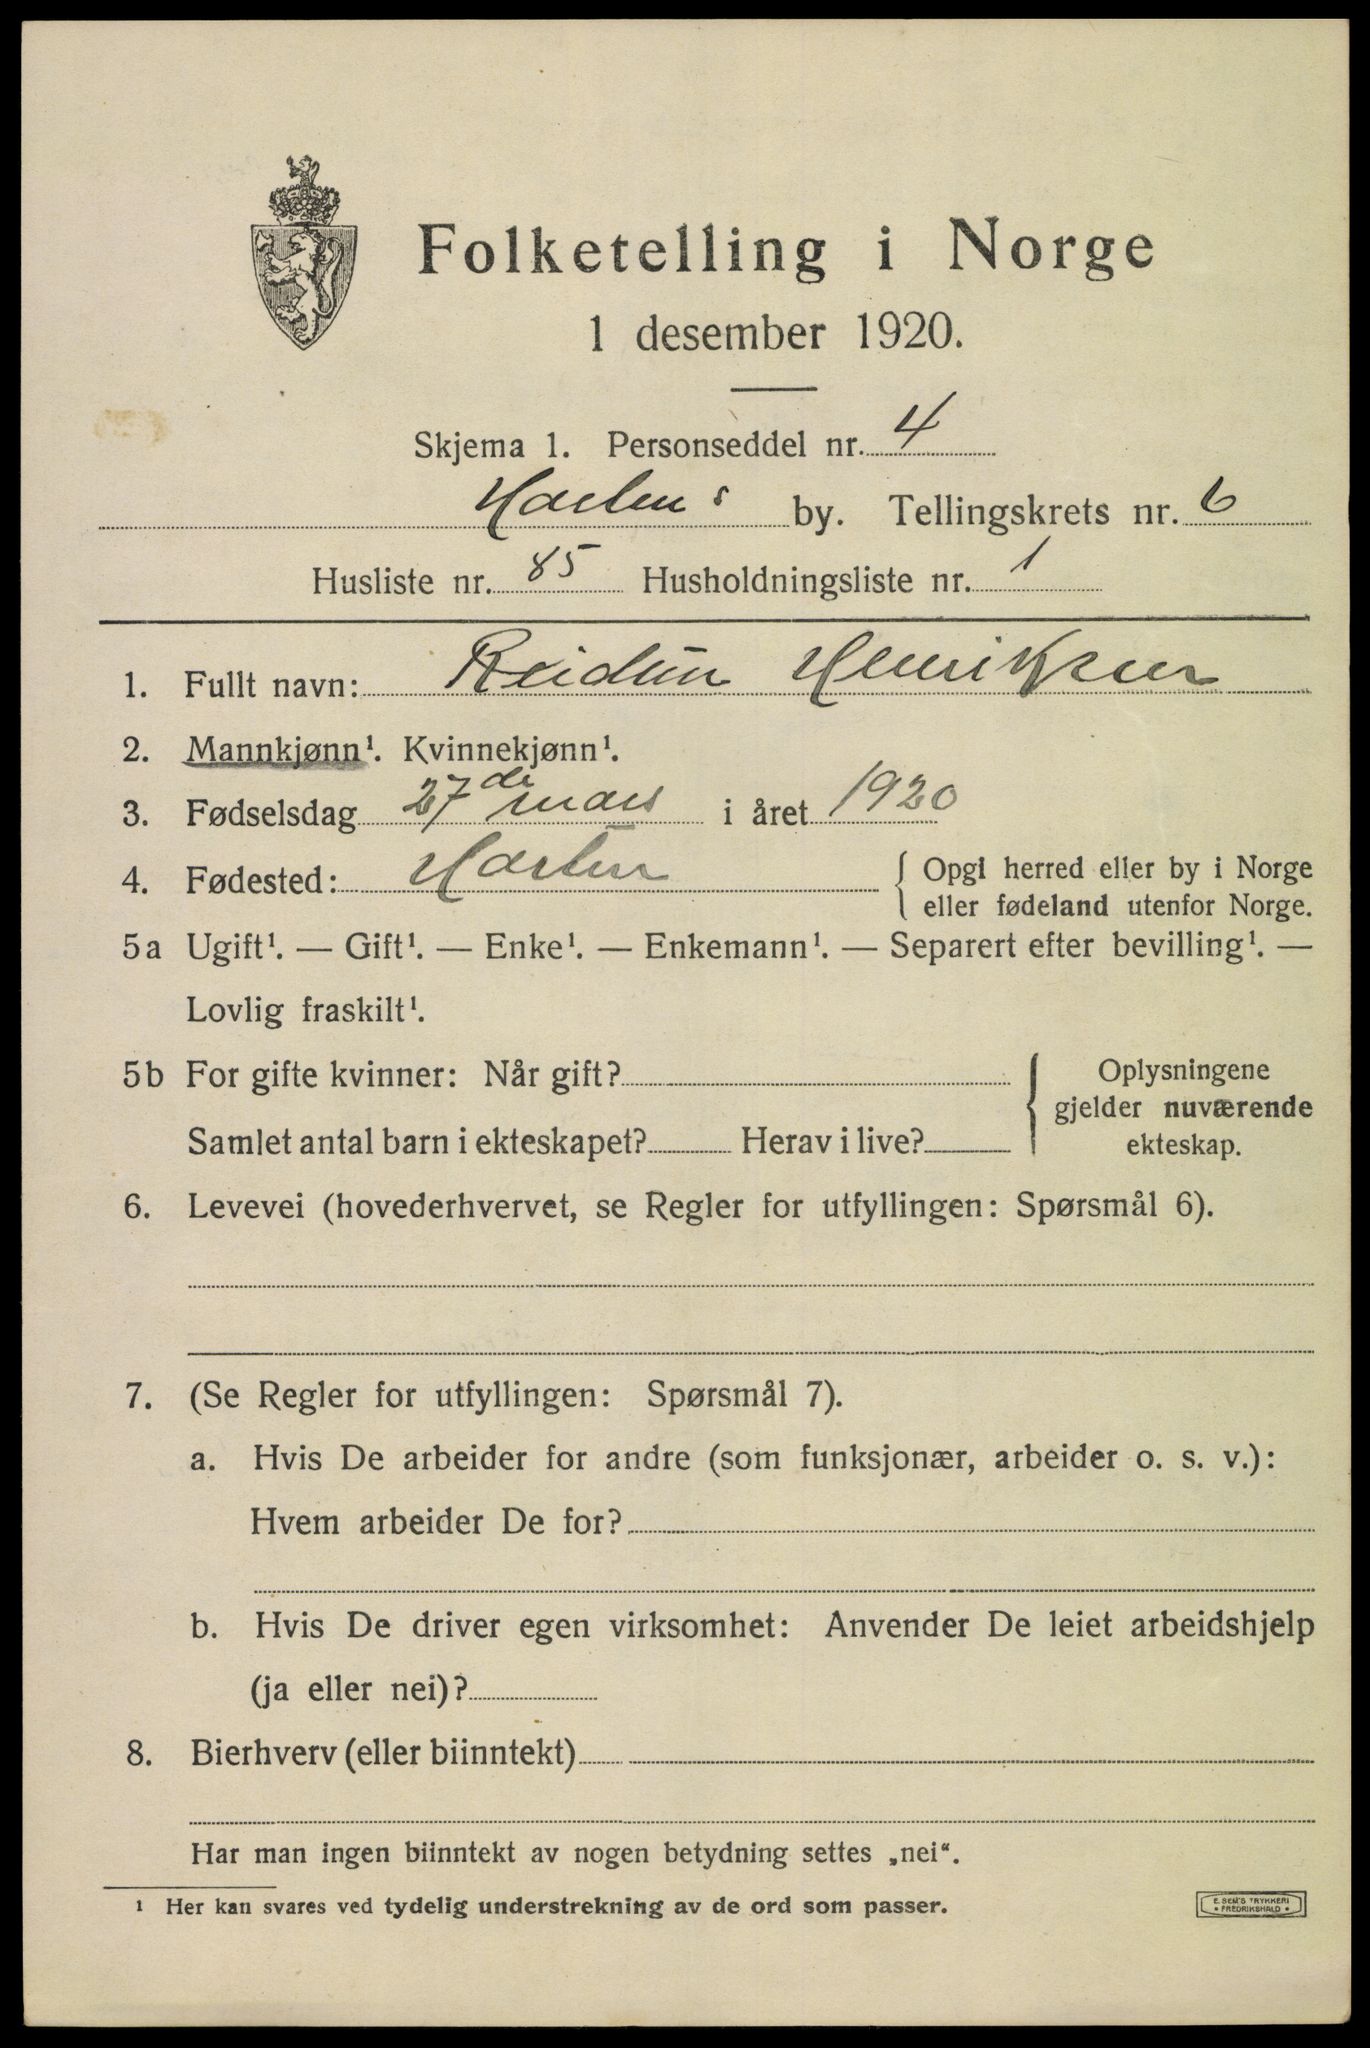 Folketelling i Norge
1 desember 1920.
Skjema 1. Personseddel nr. 4
Horten's by. Tellingskrets nr. 6
Husliste nr. 85 Husholdningsliste nr. 1
1. Fullt navn: Reidun Henriksen
2. Mannkjønn¹. Kvinnekjønn¹.
3. Fødselsdag 27de mars i året 1920
4. Fødested: Horten { Opgi herred eller by i Norge
eller fødeland utenfor Norge.
5a Ugift¹. — Gift¹. — Enke¹. — Enkemann¹. — Separert efter bevilling¹. —
Lovlig fraskilt¹.
5b For gifte kvinner: Når gift? { Oplysningene
gjelder nuværende
Samlet antal barn i ekteskapet? Herav i live? ekteskap.
6. Levevei (hovederhvervet, se Regler for utfyllingen: Spørsmål 6).
7. (Se Regler for utfyllingen: Spørsmål 7).
a. Hvis De arbeider for andre (som funksjonær, arbeider o. s. v.):
Hvem arbeider De for?
b. Hvis De driver egen virksomhet: Anvender De leiet arbeidshjelp
(ja eller nei)?
8. Bierhverv (eller biinntekt)
Har man ingen biinntekt av nogen betydning settes „nei“.
¹ Her kan svares ved tydelig understrekning av de ord som passer.
E. SEM'S TRYKKERI
• FREDRIKSHALD •